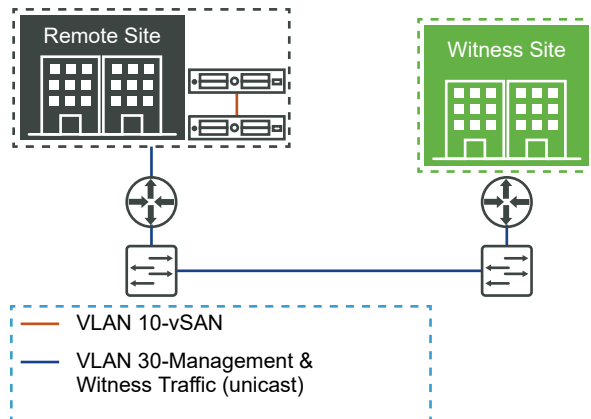 Remote Site
Witness Site
VLAN 10-vSAN
VLAN 30-Management &
Witness Traffic (unicast)